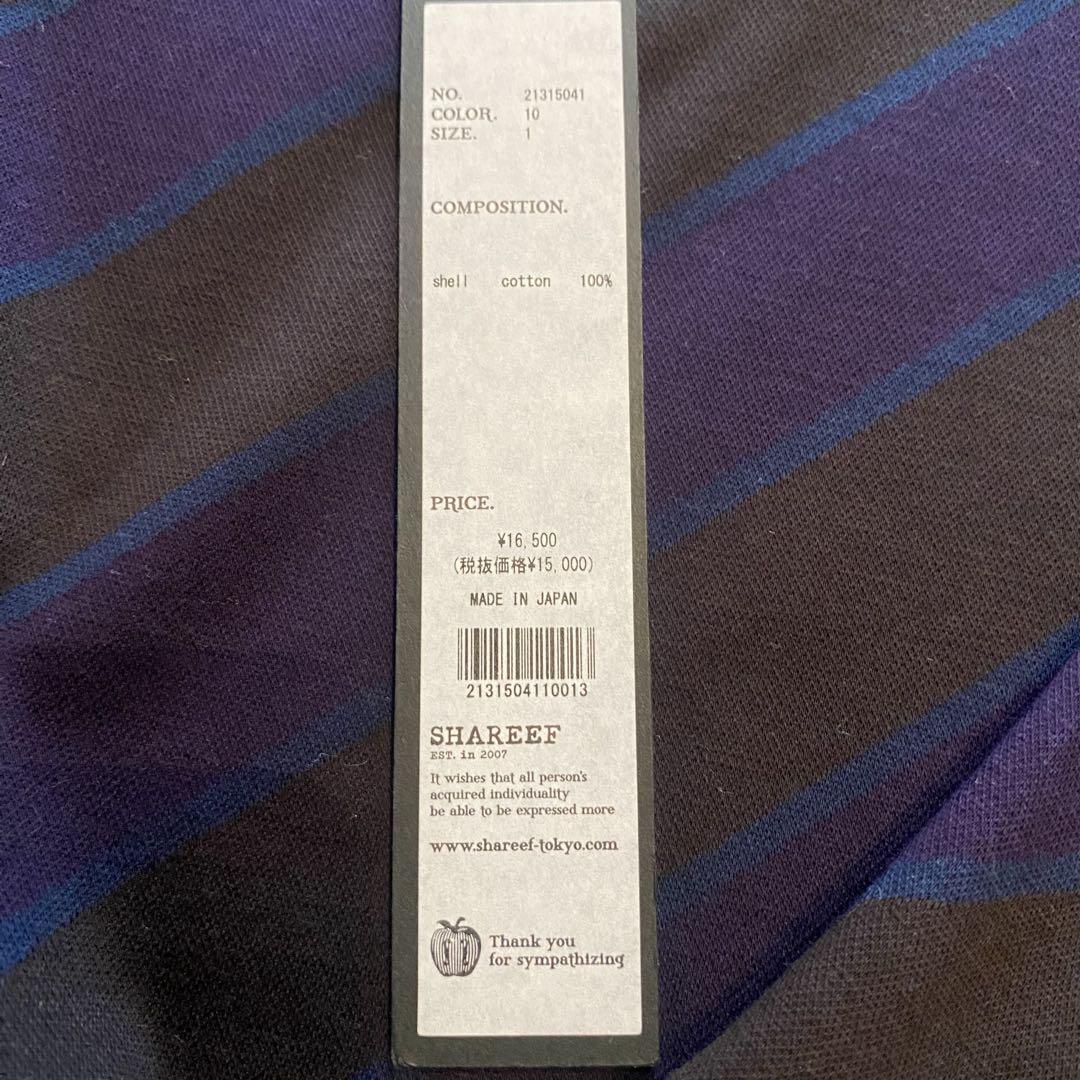 NO. 21315041
COLOR. 10
SIZE. 1
COMPOSITION.
shell cotton 100%
PRICE.
¥16,500
(税抜価格¥15,000)
MADE IN JAPAN
2131504110013
SHAREEF
EST. in 2007
It wishes that all person's
acquired individuality
be able to be expressed more
www.shareef-tokyo.com
Thank you
for sympathizing